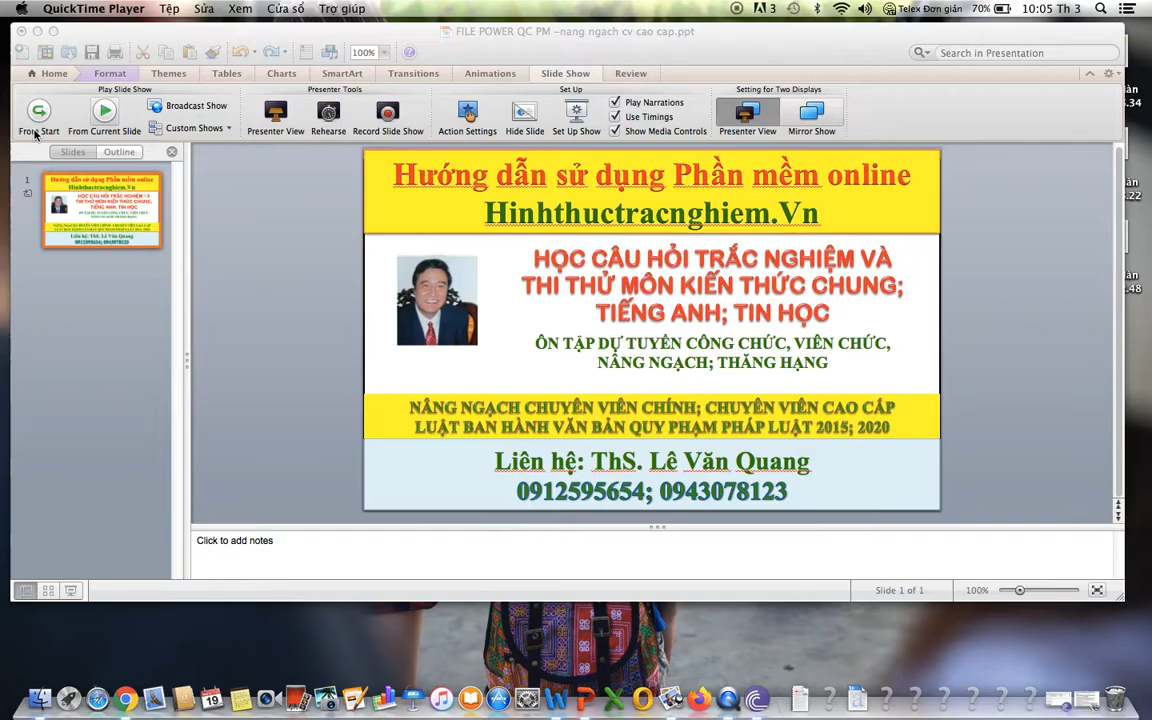 QuickTime Player Tệp Sửa Xem Cửa sổ Trợ giúp 3 Telex Đơn giản 70% 10:05 Th 3
FILE POWER QC PM -nang ngach cv cao cap.ppt
100% Search in Presentation
Home Format Themes Tables Charts SmartArt Transitions Animations Slide Show Review
Play Slide Show Presenter Tools Set Up Setting for Two Displays
From Start From Current Slide Broadcast Show Custom Shows Presenter View Rehearse Record Slide Show Action Settings Hide Slide Set Up Show Play Narrations Use Timings Show Media Controls Presenter View Mirror Show
Slides Outline
1
Hướng dẫn sử dụng Phần mềm online
Hinhthuctracnghiem.Vn
HỌC CÂU HỎI TRẮC NGHIỆM VÀ
THI THỬ MÔN KIẾN THỨC CHUNG;
TIẾNG ANH; TIN HỌC
ÔN TẬP DỰ TUYỂN CÔNG CHỨC, VIÊN CHỨC,
NÂNG NGẠCH; THĂNG HẠNG
NÂNG NGẠCH CHUYÊN VIÊN CHÍNH; CHUYÊN VIÊN CAO CẤP
LUẬT BAN HÀNH VĂN BẢN QUY PHẠM PHÁP LUẬT 2015; 2020
Liên hệ: ThS. Lê Văn Quang
0912595654; 0943078123
Click to add notes
Slide 1 of 1 100%
.34
.22
.48
19